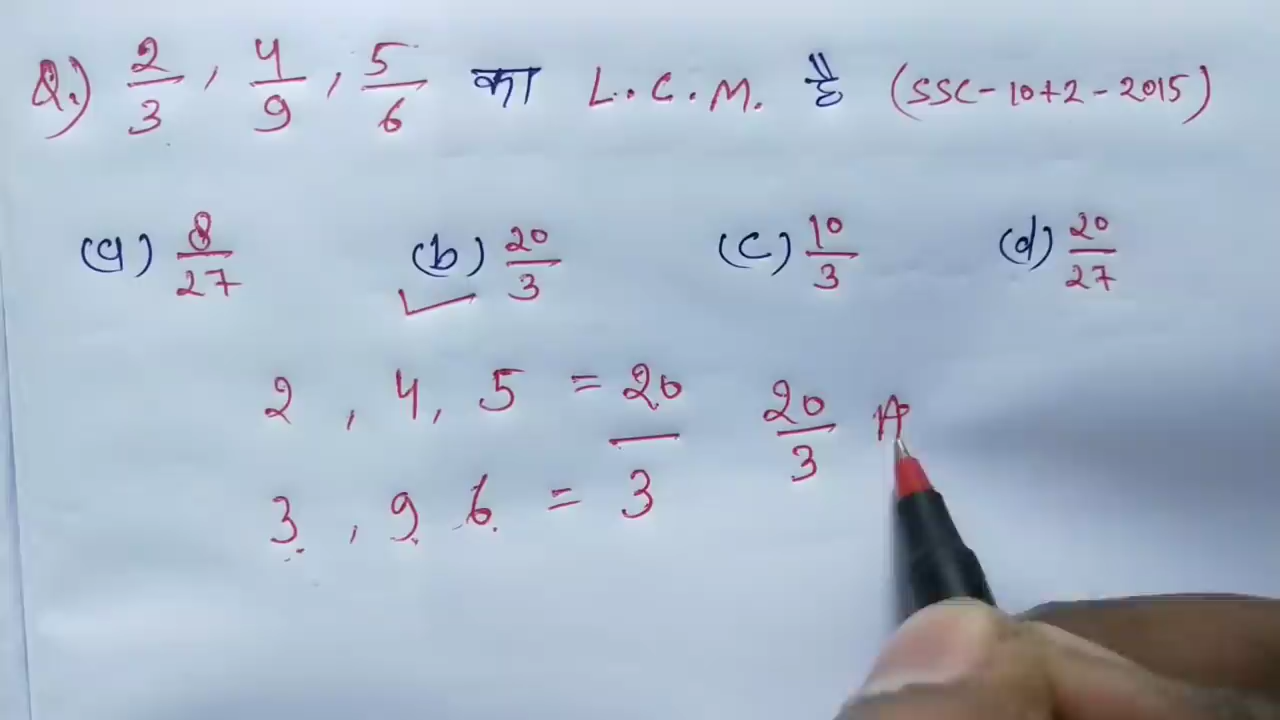 Q.) 2/3 , 4/9 , 5/6 का L.C.M. है (SSC-10+2-2015)
(a) 8/27 (b) 20/3 (c) 10/3 (d) 20/27
2 , 4, 5 = 20 20/3 A
3 , 9 6 = 3